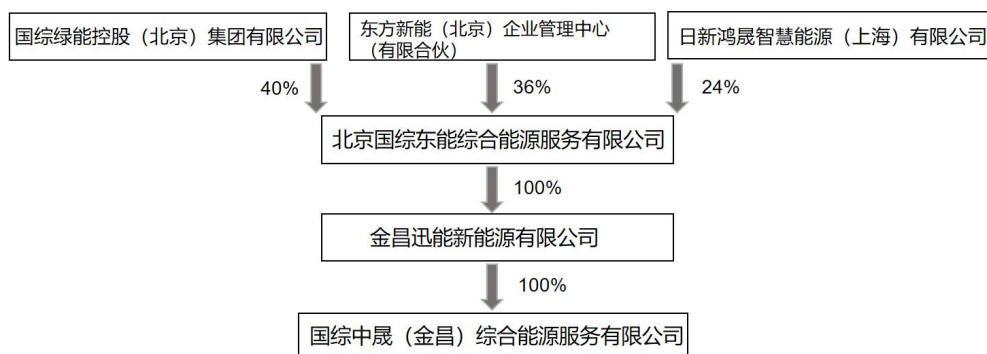 国综绿能控股（北京）集团有限公司
东方新能（北京）企业管理中心
（有限合伙）
日新鸿晟智慧能源（上海）有限公司
40%
36%
24%
北京国综东能综合能源服务有限公司
100%
金昌迅能新能源有限公司
100%
国综中晟（金昌）综合能源服务有限公司